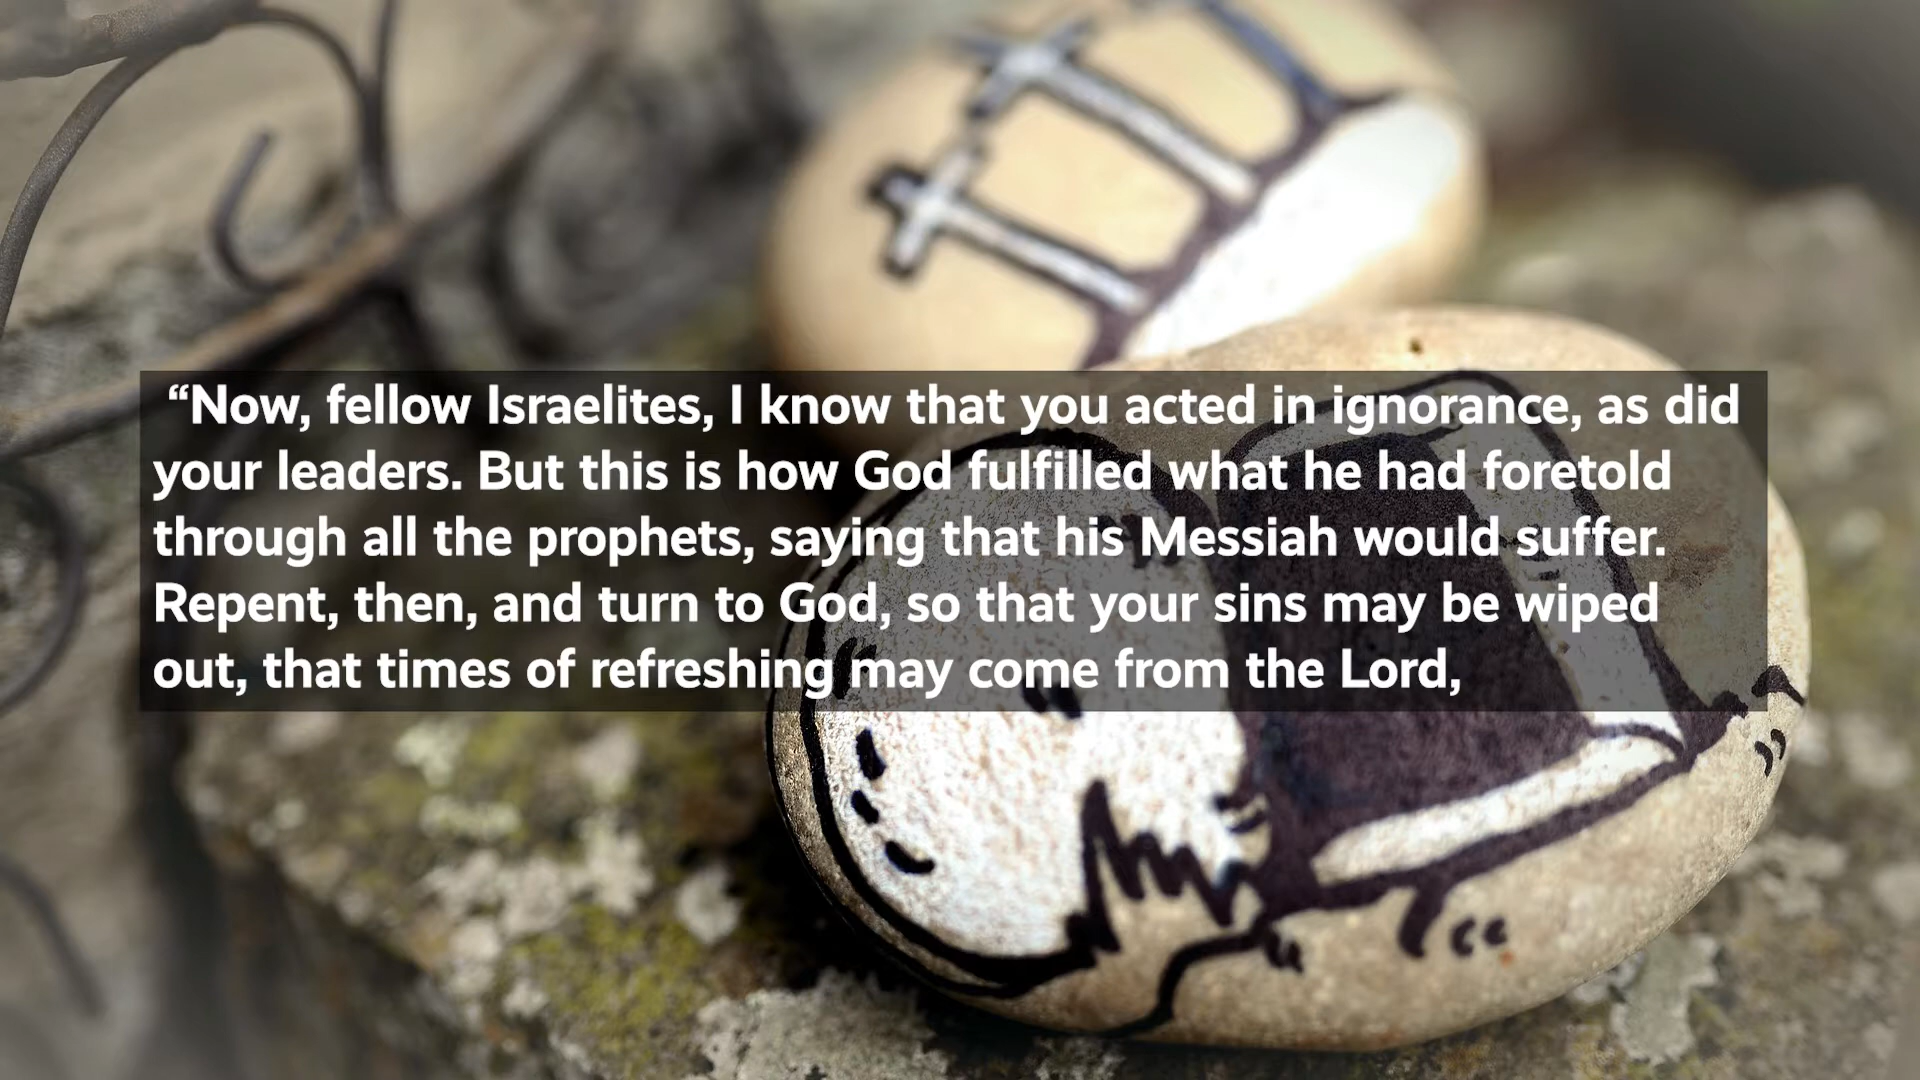 “Now, fellow Israelites, I know that you acted in ignorance, as did
your leaders. But this is how God fulfilled what he had foretold
through all the prophets, saying that his Messiah would suffer.
Repent, then, and turn to God, so that your sins may be wiped
out, that times of refreshing may come from the Lord,